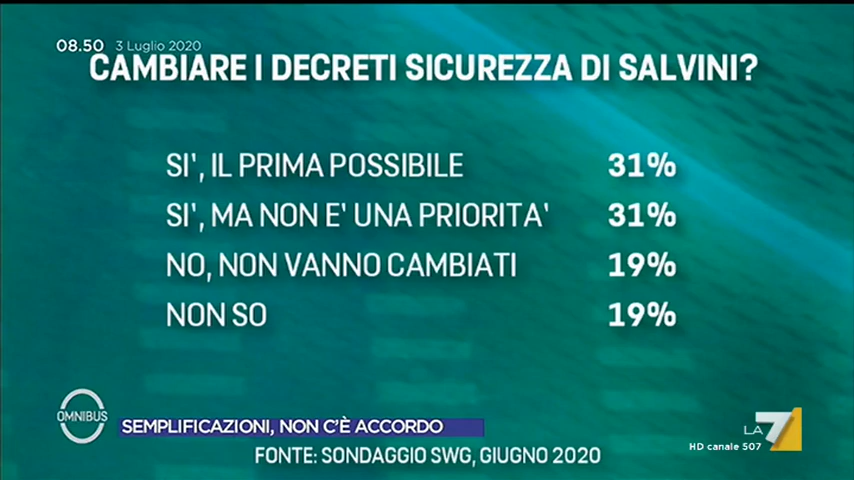 08.50 3 Luglio 2020
CAMBIARE I DECRETI SICUREZZA DI SALVINI?
SI', IL PRIMA POSSIBILE 31%
SI', MA NON E' UNA PRIORITA' 31%
NO, NON VANNO CAMBIATI 19%
NON SO 19%
OMNIBUS
SEMPLIFICAZIONI, NON C'È ACCORDO
LA7
HD canale 507
FONTE: SONDAGGIO SWG, GIUGNO 2020